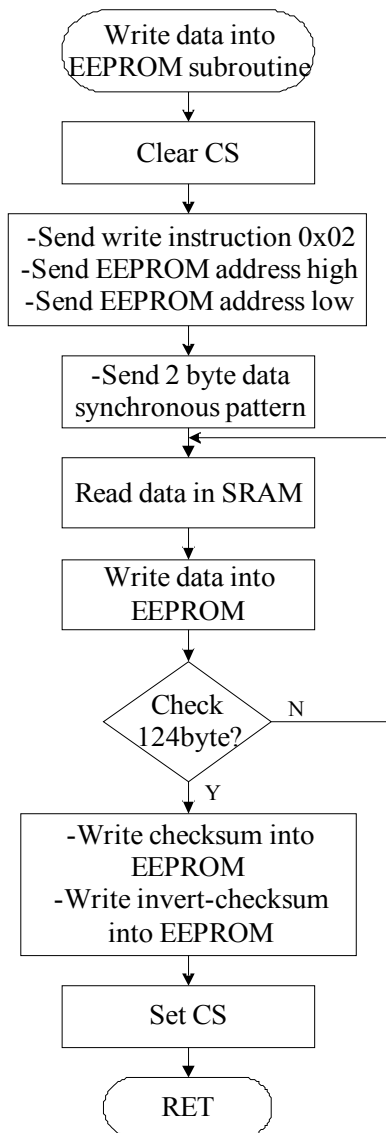 Write data into
EEPROM subroutine
Clear CS
-Send write instruction 0x02
-Send EEPROM address high
-Send EEPROM address low
-Send 2 byte data
synchronous pattern
Read data in SRAM
Write data into
EEPROM
Check
124byte?
N
Y
-Write checksum into
EEPROM
-Write invert-checksum
into EEPROM
Set CS
RET